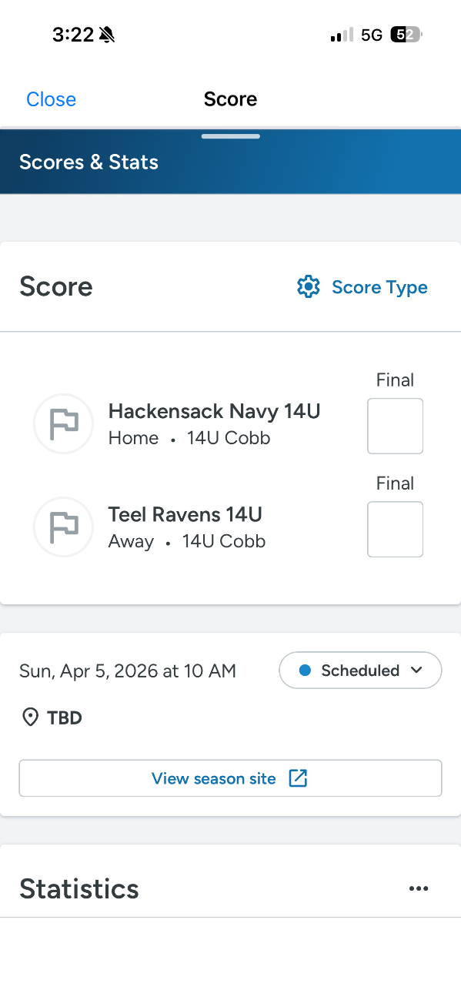 3:22
5G
52
Close
Score
Scores & Stats
Score
Score Type
Final
Hackensack Navy 14U
Home • 14U Cobb
Final
Teel Ravens 14U
Away • 14U Cobb
Sun, Apr 5, 2026 at 10 AM
Scheduled
TBD
View season site
Statistics